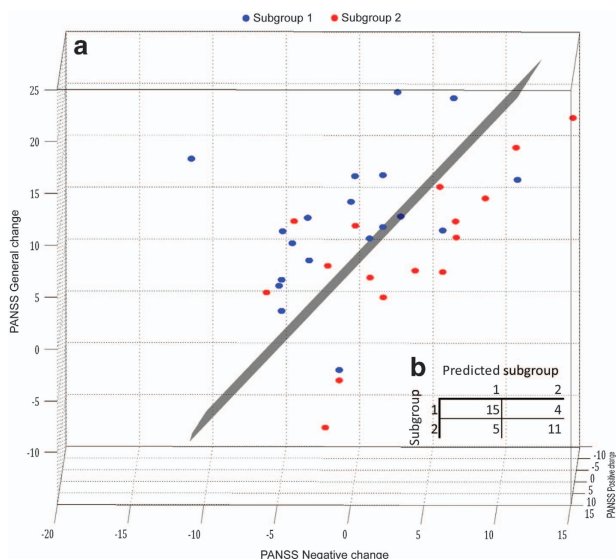 Subgroup 1 Subgroup 2
a
25
20
15
10
5
0
-5
-10
PANSS General change
b
Predicted subgroup
1 2
Subgroup
1 15 4
2 5 11
-10
-5
0
5
10
15
PANSS Positive change
-20 -15 -10 -5 0 5 10 15
PANSS Negative change